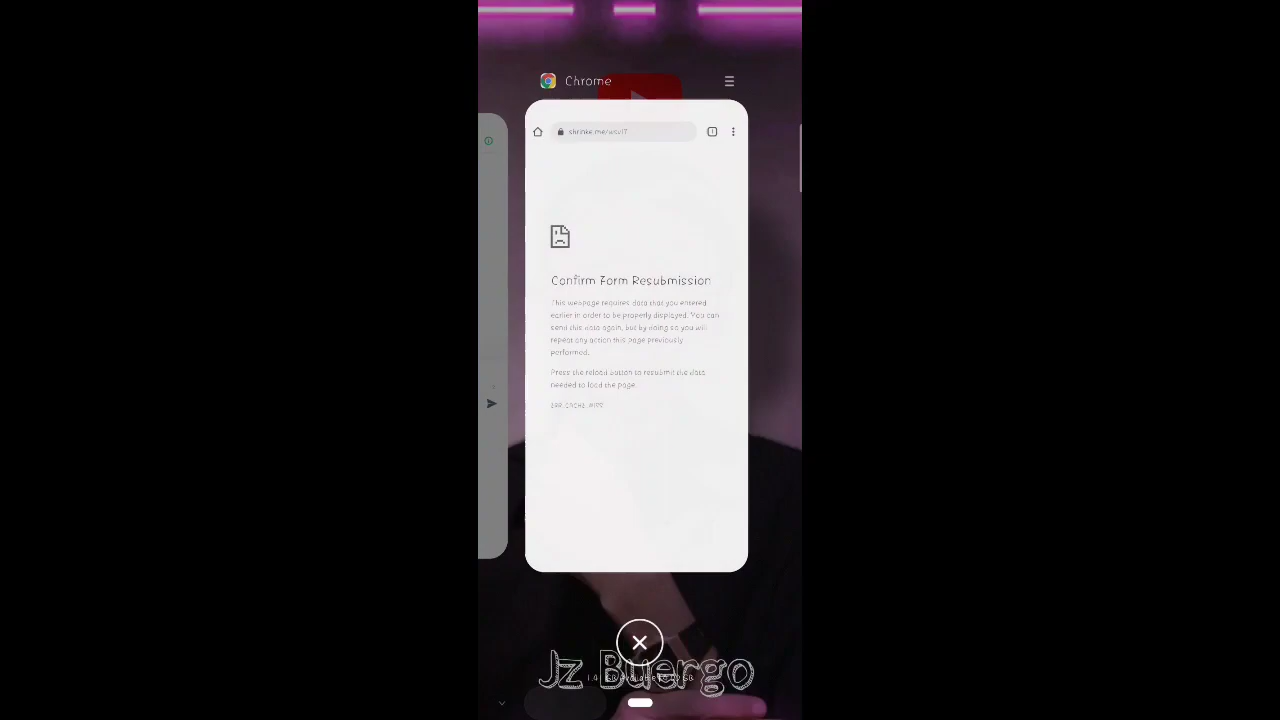 Chrome
Confirm Form Resubmission
This webpage requires data that you entered
earlier in order to be properly displayed. You can
send this data again, but by doing so you will
repeat any action this page previously
performed.
Press the reload button to resubmit the data
needed to load the page.
Jz Buergo